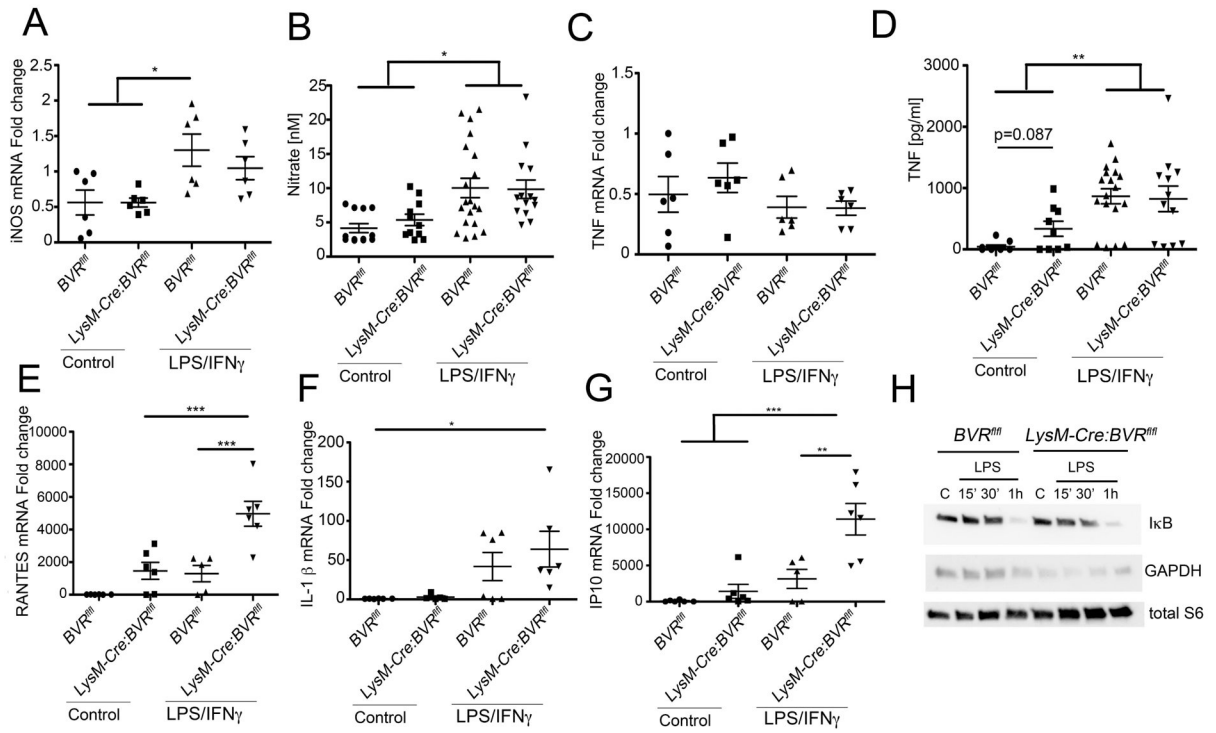 A
iNOS mRNA Fold change
2.5
2
1.5
1
0.5
0
*
BVRfl/fl
LysM-Cre:BVRfl/fl
BVRfl/fl
LysM-Cre:BVRfl/fl
Control
LPS/IFNγ
B
Nitrate [nM]
25
20
15
10
5
0
*
BVRfl/fl
LysM-Cre:BVRfl/fl
BVRfl/fl
LysM-Cre:BVRfl/fl
Control
LPS/IFNγ
C
TNF mRNA Fold change
1.5
1.0
0.5
0
BVRfl/fl
LysM-Cre:BVRfl/fl
BVRfl/fl
LysM-Cre:BVRfl/fl
Control
LPS/IFNγ
D
TNF [pg/ml]
3000
2000
1000
0
**
p=0.087
BVRfl/fl
LysM-Cre:BVRfl/fl
BVRfl/fl
LysM-Cre:BVRfl/fl
Control
LPS/IFNγ
E
RANTES mRNA Fold change
10000
8000
6000
4000
2000
0
***
***
BVRfl/fl
LysM-Cre:BVRfl/fl
BVRfl/fl
LysM-Cre:BVRfl/fl
Control
LPS/IFNγ
F
IL-1 β mRNA Fold change
200
150
100
50
0
*
BVRfl/fl
LysM-Cre:BVRfl/fl
BVRfl/fl
LysM-Cre:BVRfl/fl
Control
LPS/IFNγ
G
IP10 mRNA Fold change
25000
20000
15000
10000
5000
0
***
**
BVRfl/fl
LysM-Cre:BVRfl/fl
BVRfl/fl
LysM-Cre:BVRfl/fl
Control
LPS/IFNγ
H
BVRfl/fl LysM-Cre:BVRfl/fl
LPS LPS
C 15' 30' 1h C 15' 30' 1h
IκB
GAPDH
total S6